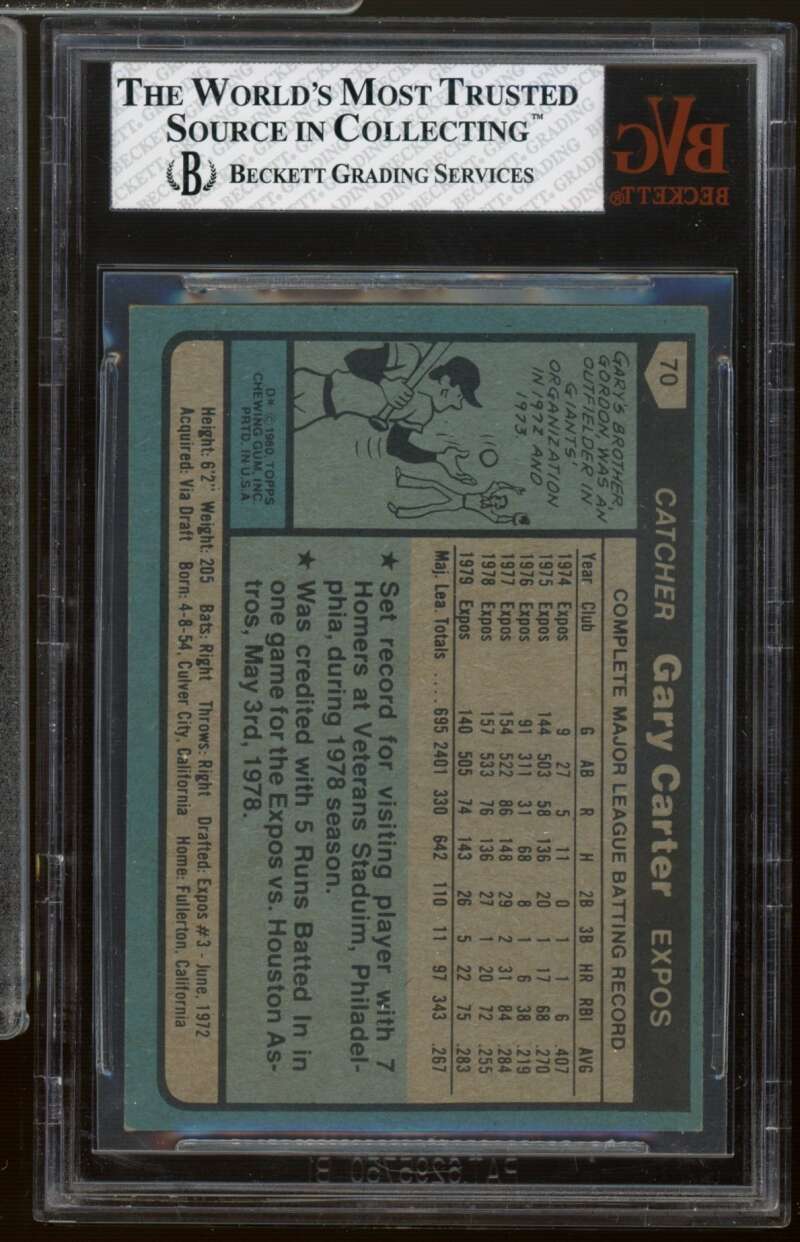 THE WORLD'S MOST TRUSTED
SOURCE IN COLLECTING™
B BECKETT GRADING SERVICES
BVG
BECKETT®
70
CATCHER Gary Carter EXPOS
GARY'S BROTHER,
GORDON WAS AN
OUTFIELDER IN
GIANTS'
ORGANIZATION
IN 1972 AND
1973.
COMPLETE MAJOR LEAGUE BATTING RECORD
Year Club G AB R H 2B 3B HR RBI AVG
1974 Expos 9 27 5 11 0 1 1 6 .407
1975 Expos 144 503 58 136 20 1 17 68 .270
1976 Expos 91 311 31 68 8 1 6 38 .219
1977 Expos 154 522 86 148 29 2 31 84 .284
1978 Expos 157 533 76 136 27 1 20 72 .255
1979 Expos 140 505 74 143 26 5 22 75 .283
Maj. Lea. Totals .... 695 2401 330 642 110 11 97 343 .267
★ Set record for visiting player with 7
Homers at Veterans Staduim, Philadel-
phia, during 1978 season.
★ Was credited with 5 Runs Batted In in
one game for the Expos vs. Houston As-
tros, May 3rd, 1978.
D* © 1980, TOPPS
CHEWING GUM, INC.
PRTD. IN U.S.A.
Height: 6'2" Weight: 205 Bats: Right Throws: Right Drafted: Expos #3 - June, 1972
Acquired: Via Draft Born: 4-8-54, Culver City, California Home: Fullerton, California